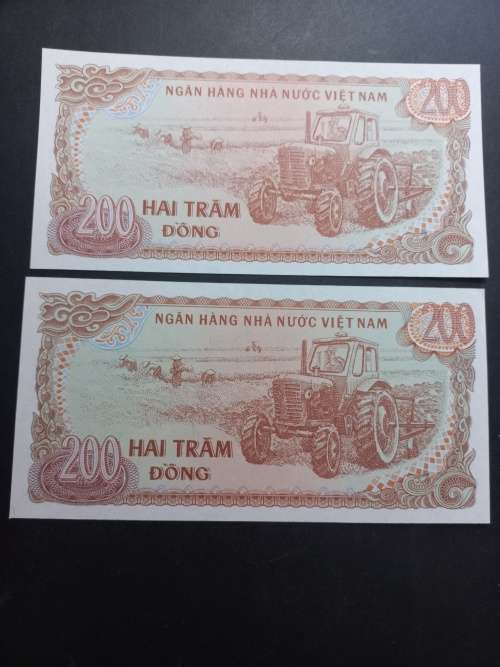 NGÂN HÀNG NHÀ NƯỚC VIỆT NAM
200
200 HAI TRĂM
ĐỒNG
NGÂN HÀNG NHÀ NƯỚC VIỆT NAM
200
200 HAI TRĂM
ĐỒNG